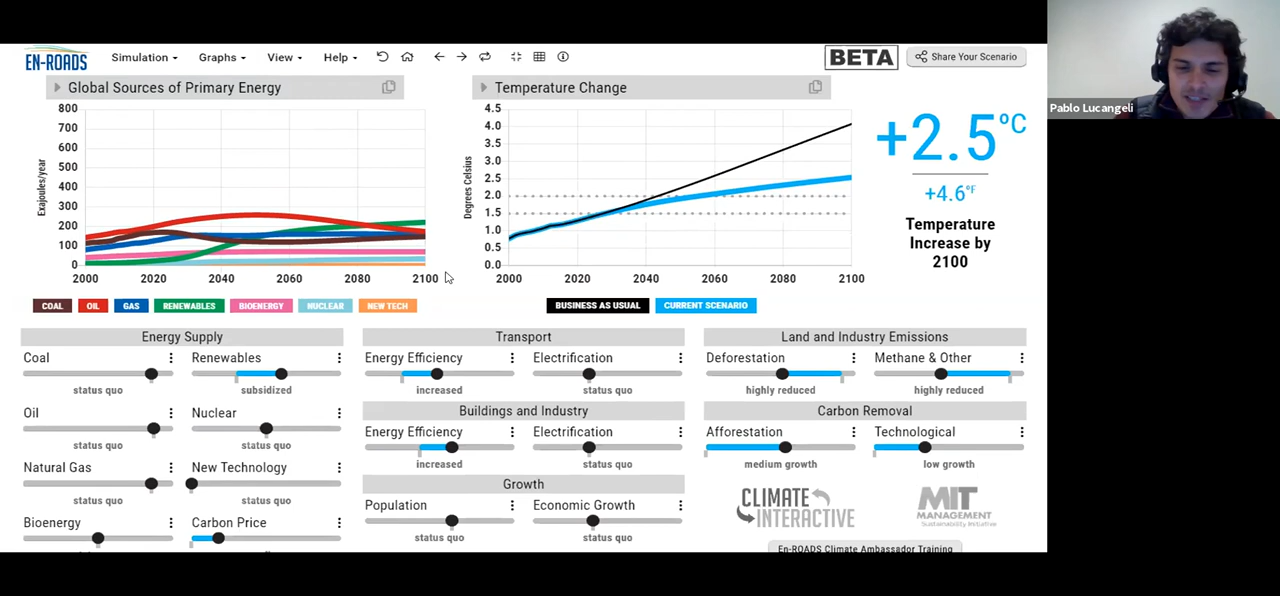 EN-ROADS
Simulation
Graphs
View
Help
BETA
Share Your Scenario
Pablo Lucangeli
Global Sources of Primary Energy
800
700
600
500
400
300
200
100
0
Exajoules/year
2000 2020 2040 2060 2080 2100
COAL OIL GAS RENEWABLES BIOENERGY NUCLEAR NEW TECH
Temperature Change
4.5
4.0
3.5
3.0
2.5
2.0
1.5
1.0
0.5
0.0
Degrees Celsius
2000 2020 2040 2060 2080 2100
BUSINESS AS USUAL CURRENT SCENARIO
+2.5ºC
+4.6°F
Temperature
Increase by
2100
Energy Supply
Coal
status quo
Renewables
subsidized
Oil
status quo
Nuclear
status quo
Natural Gas
status quo
New Technology
status quo
Bioenergy
Carbon Price
Transport
Energy Efficiency
increased
Electrification
status quo
Buildings and Industry
Energy Efficiency
increased
Electrification
status quo
Growth
Population
status quo
Economic Growth
status quo
Land and Industry Emissions
Deforestation
highly reduced
Methane & Other
highly reduced
Carbon Removal
Afforestation
medium growth
Technological
low growth
CLIMATE
INTERACTIVE
MIT
MANAGEMENT
Sustainability Initiative
En-ROADS Climate Ambassador Training